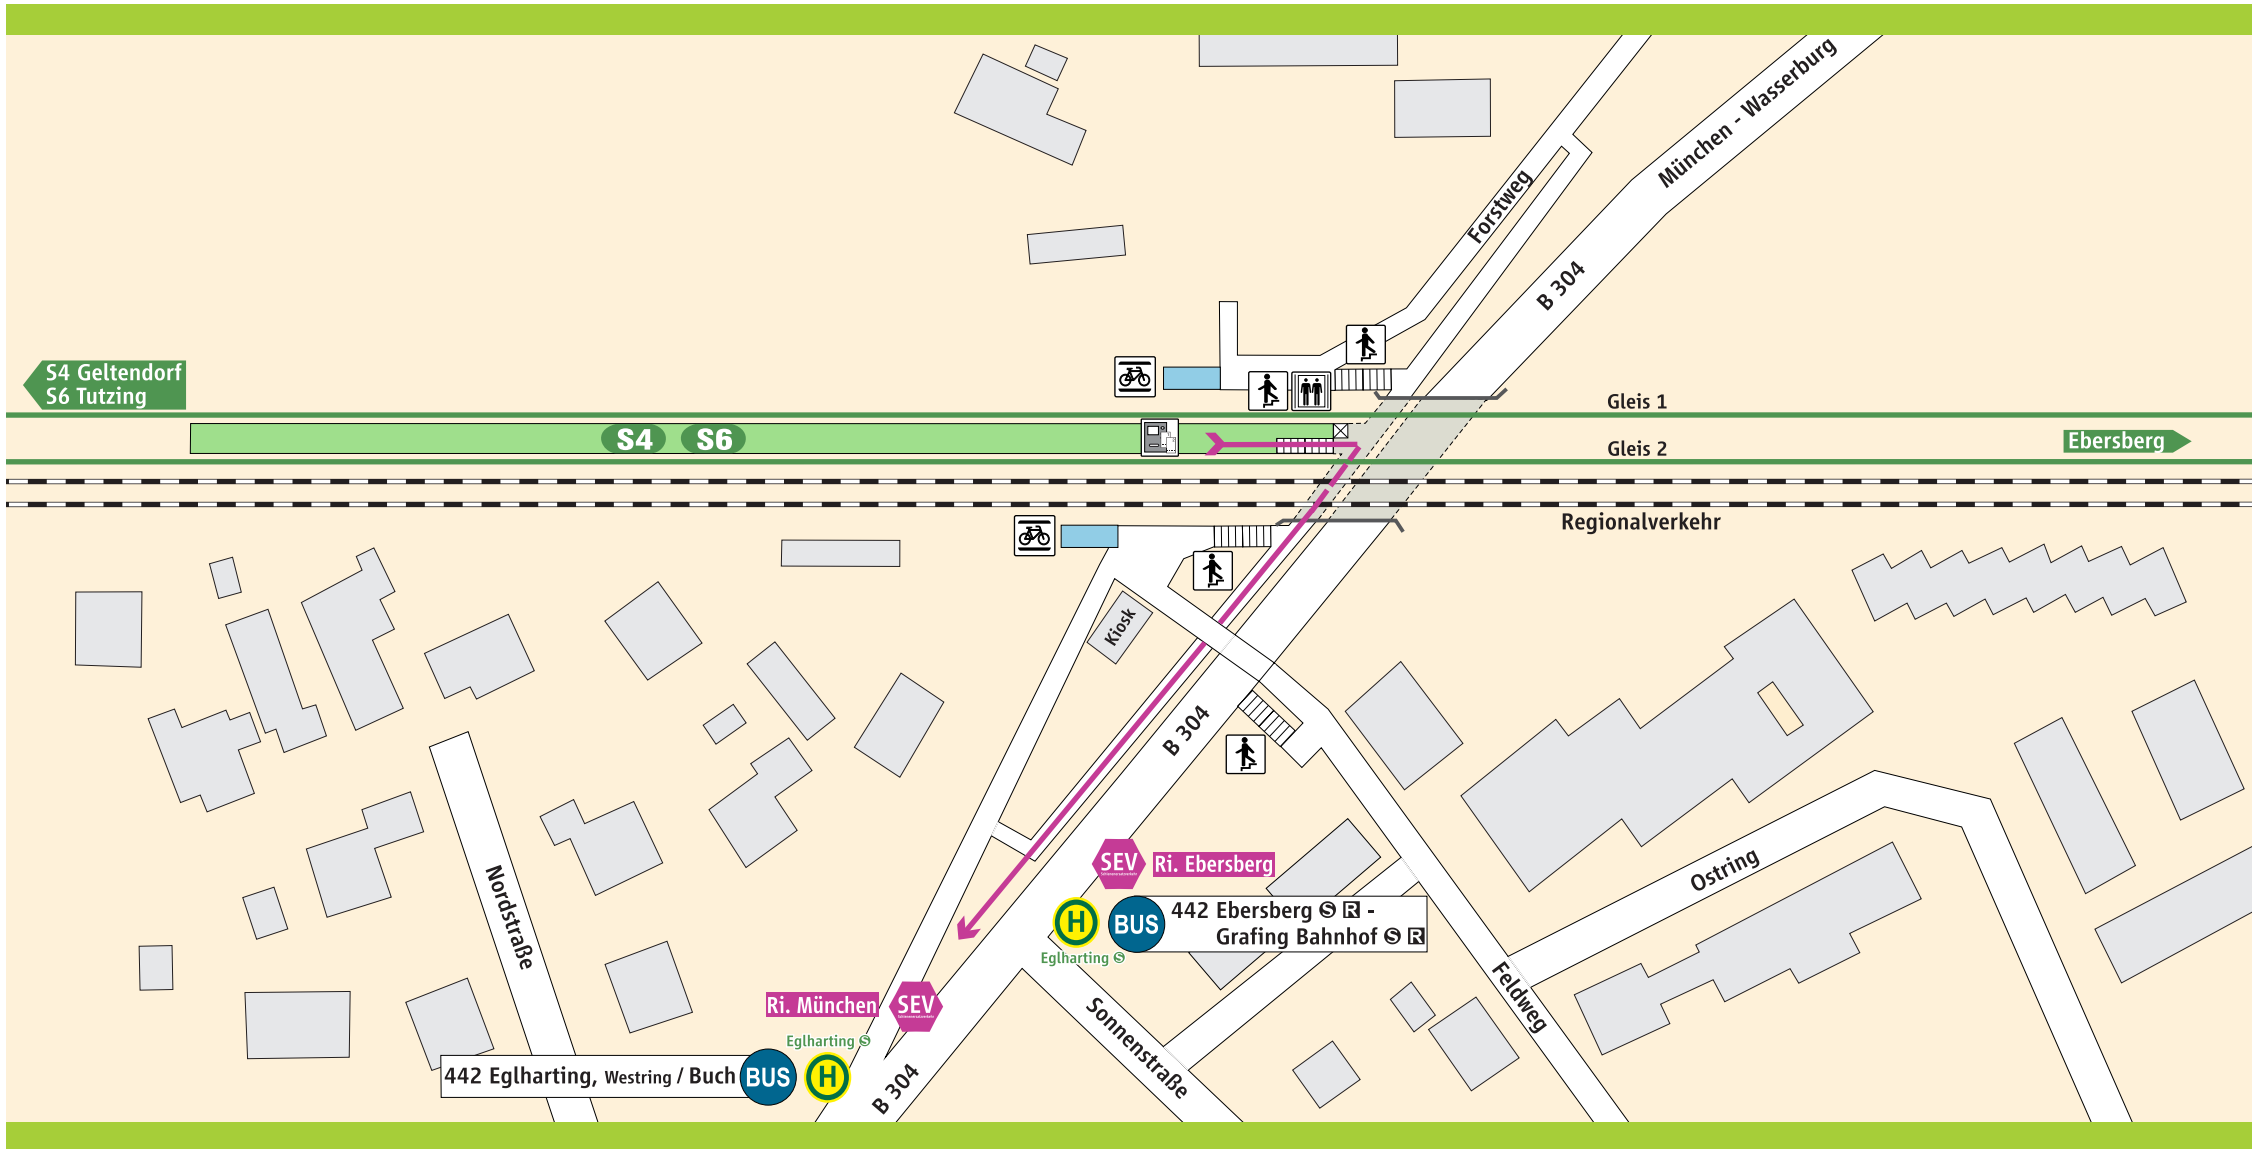 München - Wasserburg
Forstweg
B 304
S4 Geltendorf
S6 Tutzing
Gleis 1
S4 S6
Gleis 2
Ebersberg
Regionalverkehr
Kiosk
B 304
SEV
Ri. Ebersberg
Ostring
Nordstraße
H
BUS
442 Ebersberg S R -
Grafing Bahnhof S R
Eglharting S
Feldweg
Ri. München
SEV
Sonnenstraße
Eglharting S
442 Eglharting, Westring / Buch
BUS
H
B 304